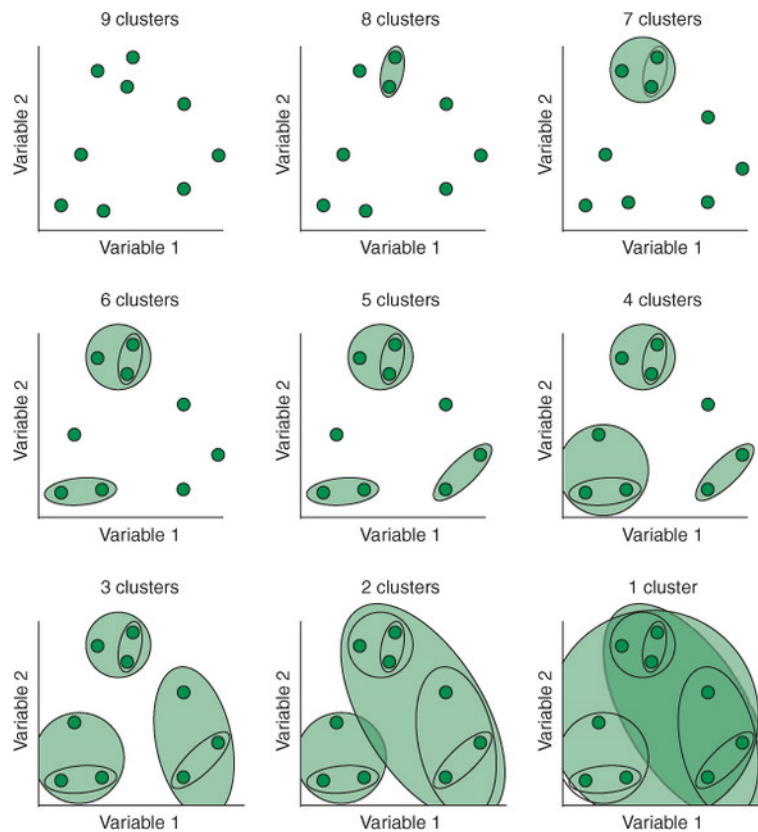 9 clusters
8 clusters
7 clusters
Variable 2
Variable 2
Variable 2
Variable 1
Variable 1
Variable 1
6 clusters
5 clusters
4 clusters
Variable 2
Variable 2
Variable 2
Variable 1
Variable 1
Variable 1
3 clusters
2 clusters
1 cluster
Variable 2
Variable 2
Variable 2
Variable 1
Variable 1
Variable 1